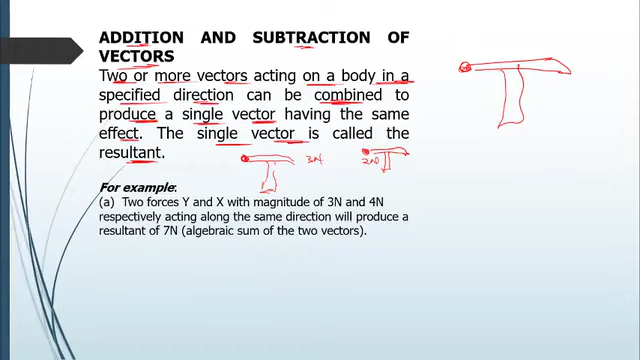 ADDITION AND SUBTRACTION OF
VECTORS
Two or more vectors acting on a body in a
specified direction can be combined to
produce a single vector having the same
effect. The single vector is called the
resultant.
3N
2N
For example:
(a) Two forces Y and X with magnitude of 3N and 4N
respectively acting along the same direction will produce a
resultant of 7N (algebraic sum of the two vectors).